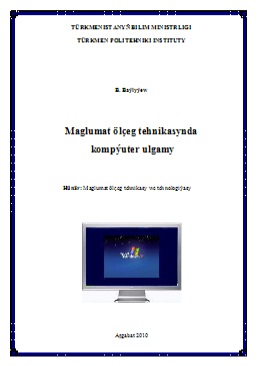 TÜRKMENISTANYŇ BILIM MINISTRLIGI
TÜRKMEN POLITEHNIKI INSTITUTY
B. Baýlyýew
Maglumat ölçeg tehnikasynda
kompýuter ulgamy
Hünär: Maglumat ölçeg tehnikasy we tehnologiýasy
Windows
Aşgabat 2010